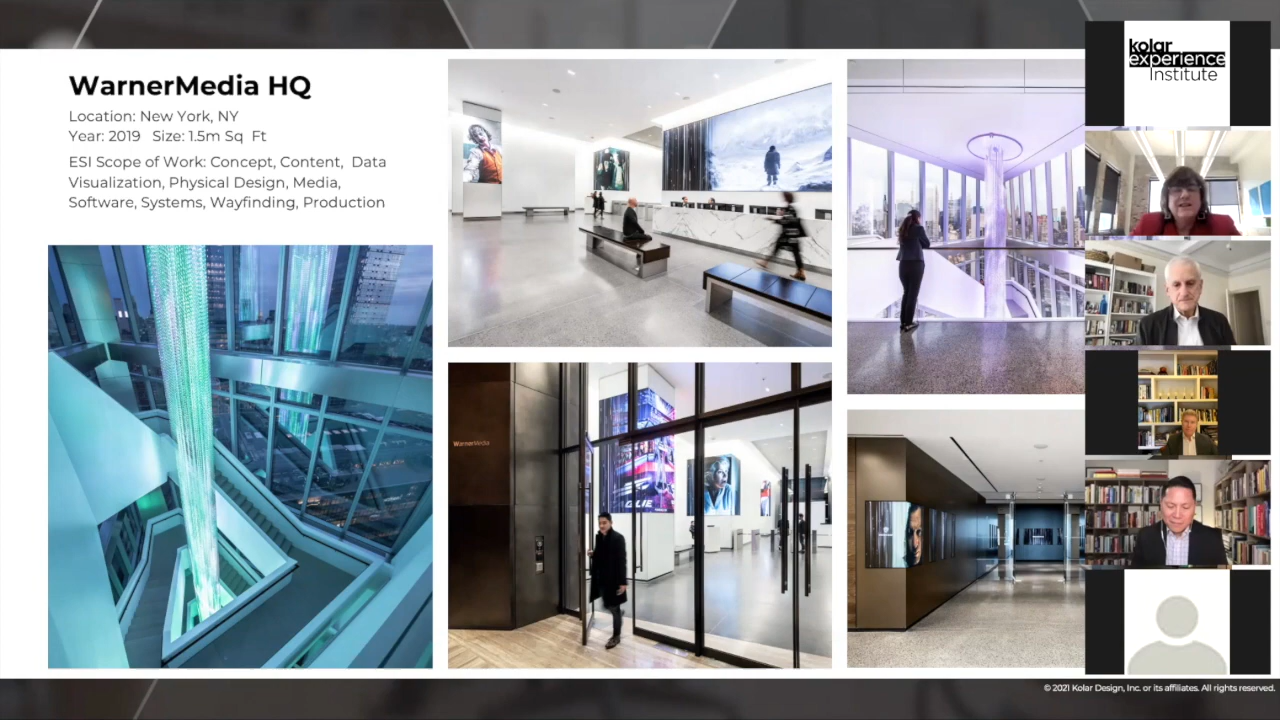 WarnerMedia HQ
Location: New York, NY
Year: 2019 Size: 1.5m Sq Ft
ESI Scope of Work: Concept, Content, Data
Visualization, Physical Design, Media,
Software, Systems, Wayfinding, Production
WarnerMedia
kolar
experience
Institute
© 2021 Kolar Design, Inc. or its affiliates. All rights reserved.